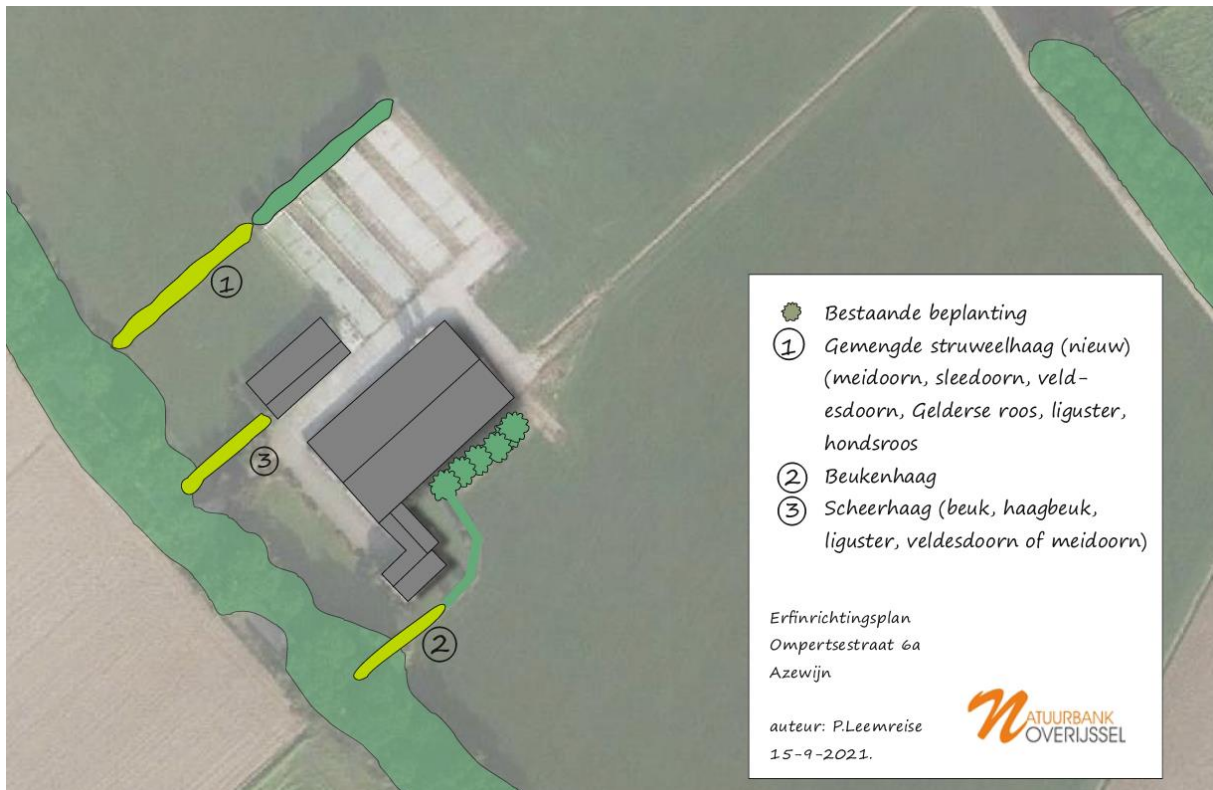 1
3
2
Bestaande beplanting
1 Gemengde struweelhaag (nieuw)
(meidoorn, sleedoorn, veld-
esdoorn, Gelderse roos, liguster,
hondsroos
2 Beukenhaag
3 Scheerhaag (beuk, haagbeuk,
liguster, veldesdoorn of meidoorn)
Erfinrichtingsplan
Ompertsestraat 6a
Azewijn
auteur: P.Leemreise
15-9-2021.
NATUURBANK
OVERIJSSEL